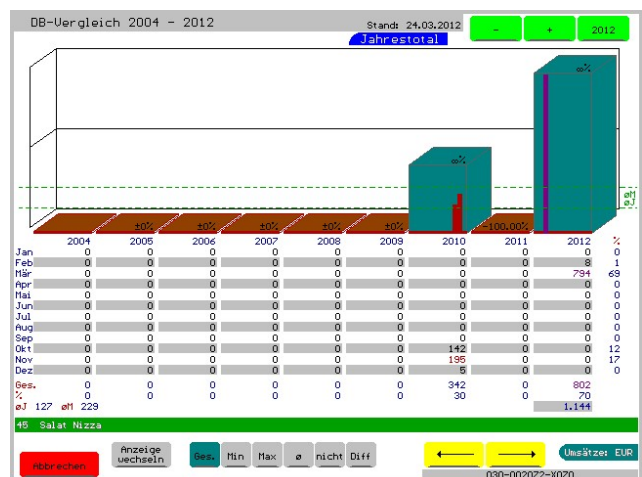 DB-Vergleich 2004 - 2012
Stand: 24.03.2012
Jahrestotal
- + 2012
∞%
∞%
±0% ±0% ±0% ±0% ±0% -100.00%
øM
øJ
2004 2005 2006 2007 2008 2009 2010 2011 2012 %
Jan 0 0 0 0 0 0 0 0 0 0
Feb 0 0 0 0 0 0 0 0 8 1
Mär 0 0 0 0 0 0 0 0 794 69
Apr 0 0 0 0 0 0 0 0 0 0
Mai 0 0 0 0 0 0 0 0 0 0
Jun 0 0 0 0 0 0 0 0 0 0
Jul 0 0 0 0 0 0 0 0 0 0
Aug 0 0 0 0 0 0 0 0 0 0
Sep 0 0 0 0 0 0 0 0 0 0
Okt 0 0 0 0 0 0 142 0 0 12
Nov 0 0 0 0 0 0 195 0 0 17
Dez 0 0 0 0 0 0 5 0 0 0
Ges. 0 0 0 0 0 0 342 0 802
% 0 0 0 0 0 0 30 0 70
øJ 127 øM 229 1.144
45 Salat Nizza
Abbrechen
Anzeige
wechseln
Ges. Min Max ø nicht Diff
Umsätze: EUR